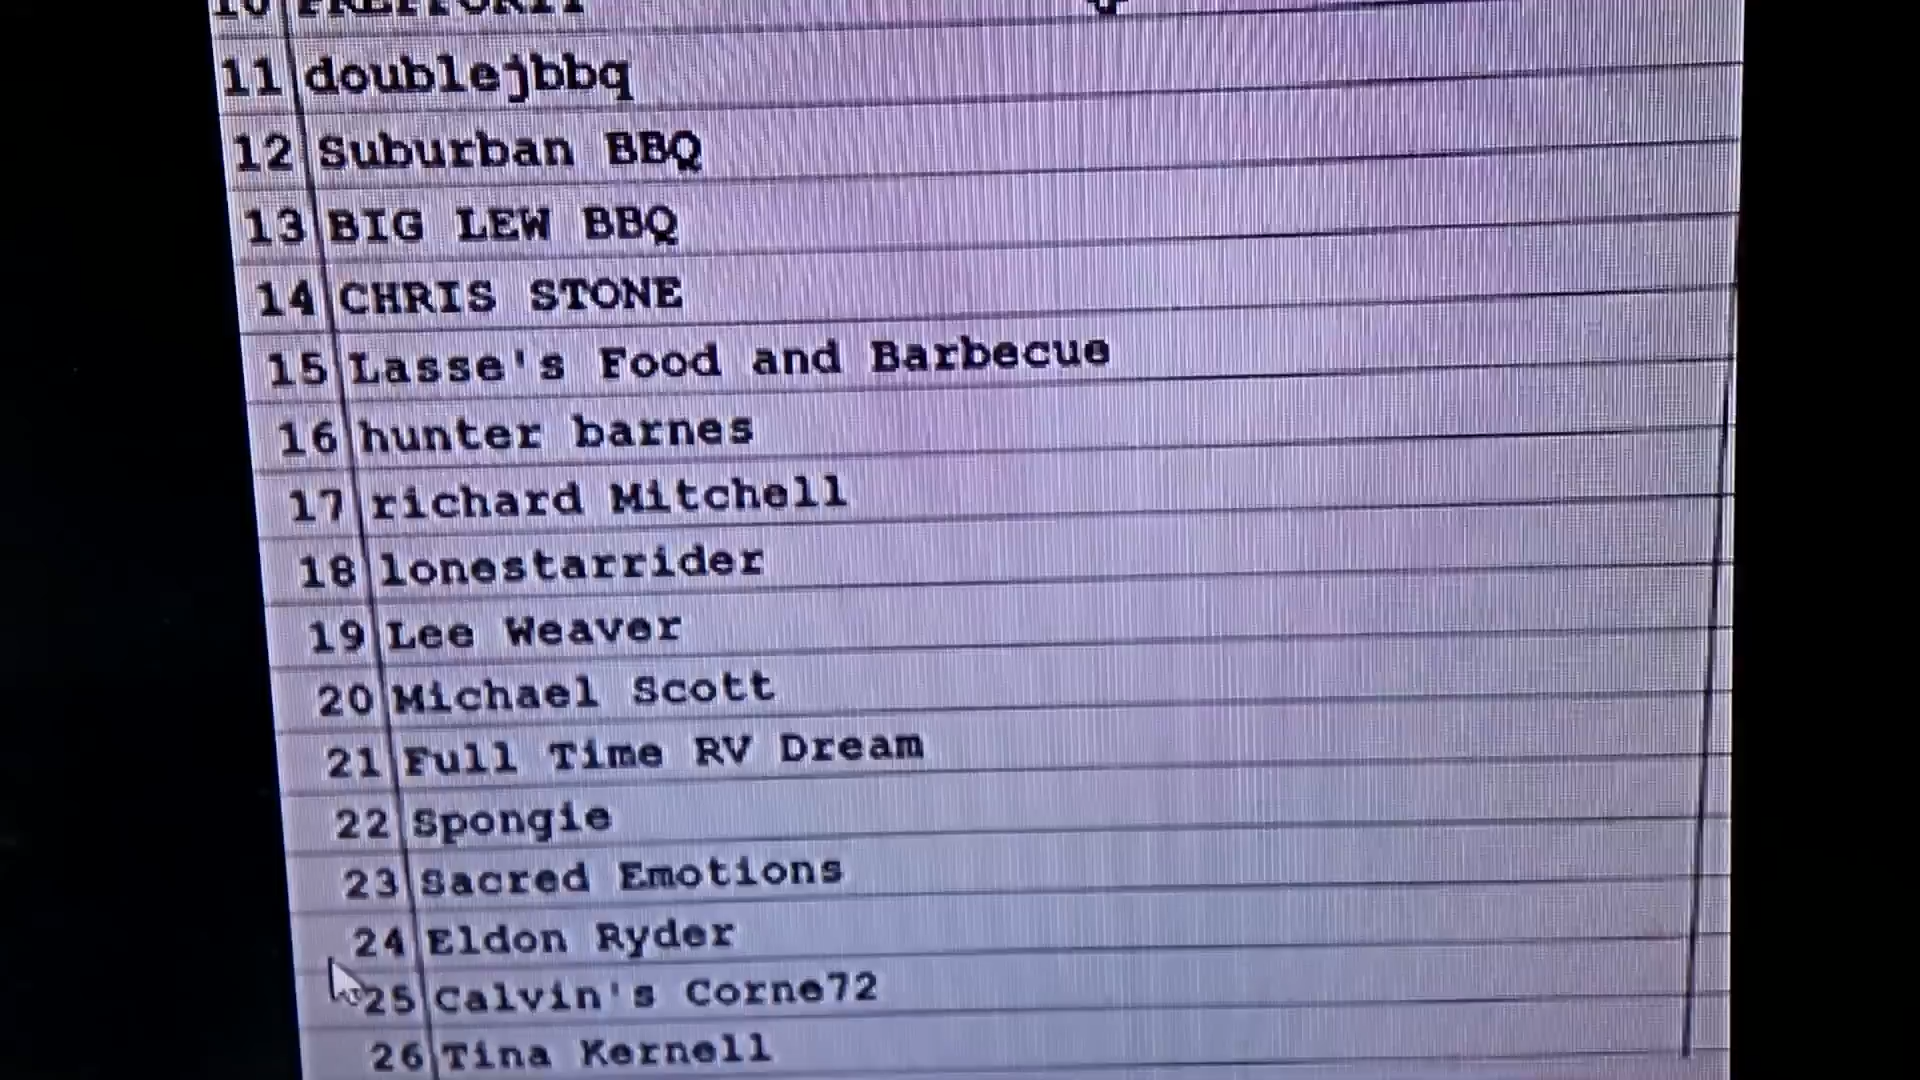 11 doublejbbq
12 Suburban BBQ
13 BIG LEW BBQ
14 CHRIS STONE
15 Lasse's Food and Barbecue
16 hunter barnes
17 richard Mitchell
18 lonestarrider
19 Lee Weaver
20 Michael Scott
21 Full Time RV Dream
22 Spongie
23 Sacred Emotions
24 Eldon Ryder
25 Calvin's Corne72
26 Tina Kernell